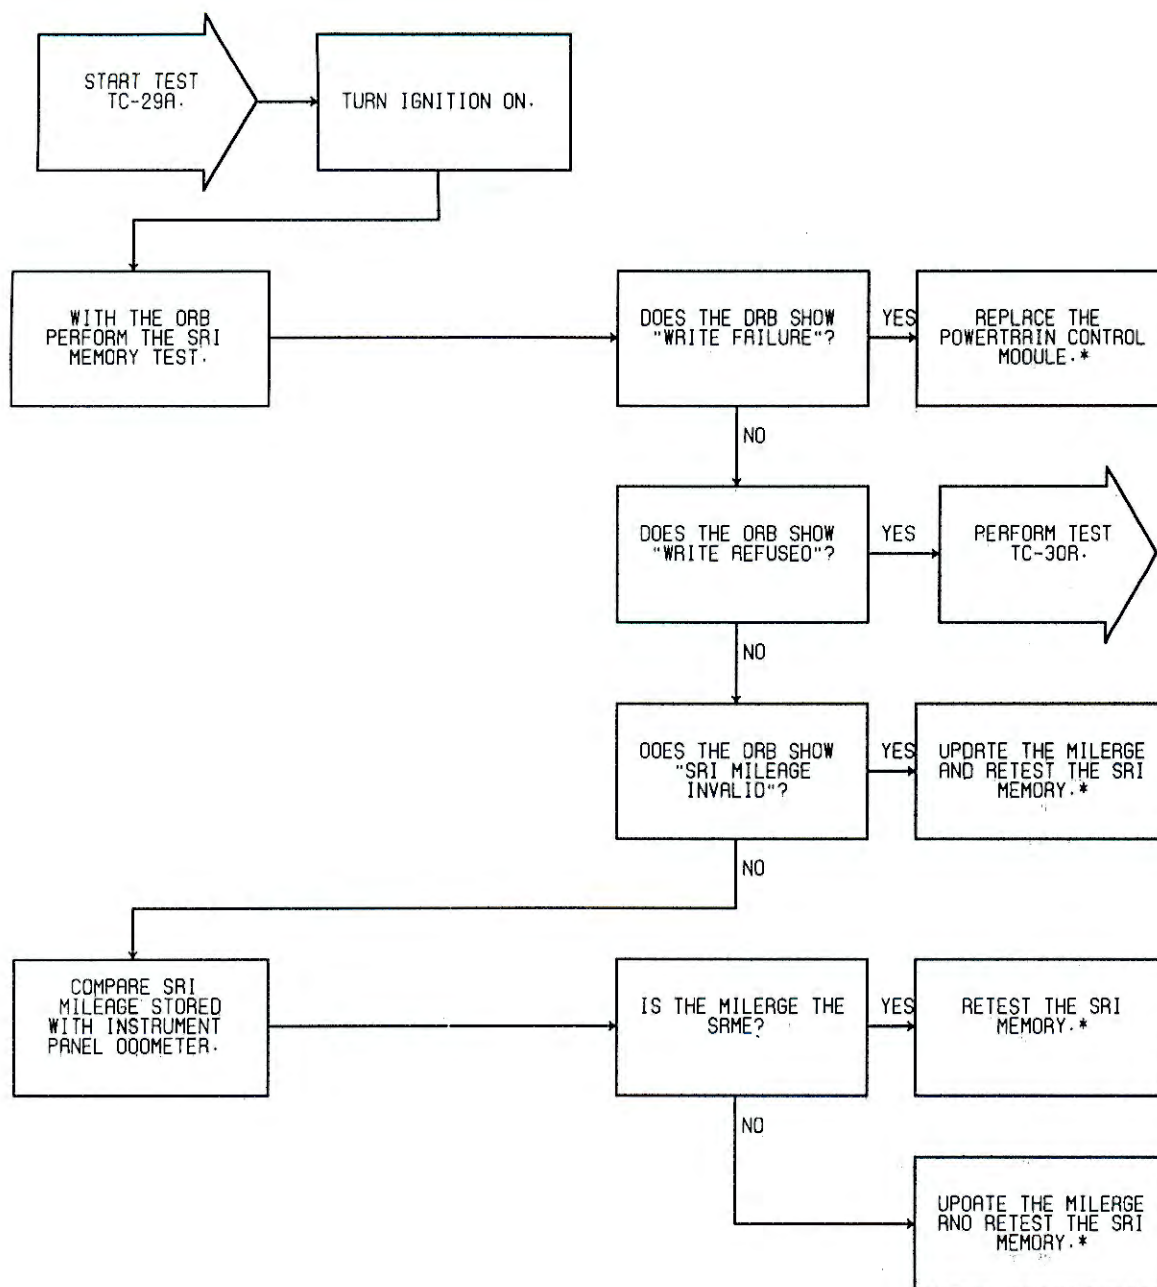 START TEST
TC-29A.
TURN IGNITION ON.
WITH THE DRB
PERFORM THE SRI
MEMORY TEST.
DOES THE DRB SHOW
"WRITE FAILURE"?
YES
REPLACE THE
POWERTRAIN CONTROL
MODULE.*
NO
DOES THE DRB SHOW
"WRITE REFUSED"?
YES
PERFORM TEST
TC-30A.
NO
DOES THE DRB SHOW
"SRI MILEAGE
INVALID"?
YES
UPDATE THE MILEAGE
AND RETEST THE SRI
MEMORY.*
NO
COMPARE SRI
MILEAGE STORED
WITH INSTRUMENT
PANEL ODOMETER.
IS THE MILEAGE THE
SAME?
YES
RETEST THE SRI
MEMORY.*
NO
UPDATE THE MILEAGE
AND RETEST THE SRI
MEMORY.*